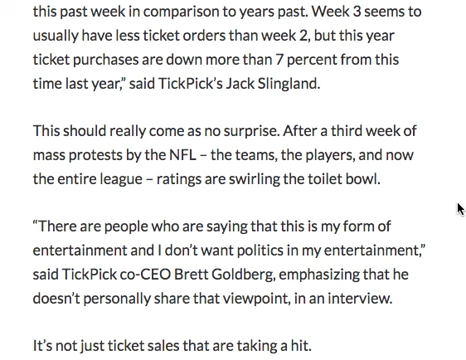 this past week in comparison to years past. Week 3 seems to
usually have less ticket orders than week 2, but this year
ticket purchases are down more than 7 percent from this
time last year,” said TickPick’s Jack Slingland.
This should really come as no surprise. After a third week of
mass protests by the NFL – the teams, the players, and now
the entire league – ratings are swirling the toilet bowl.
“There are people who are saying that this is my form of
entertainment and I don’t want politics in my entertainment,”
said TickPick co-CEO Brett Goldberg, emphasizing that he
doesn’t personally share that viewpoint, in an interview.
It’s not just ticket sales that are taking a hit.